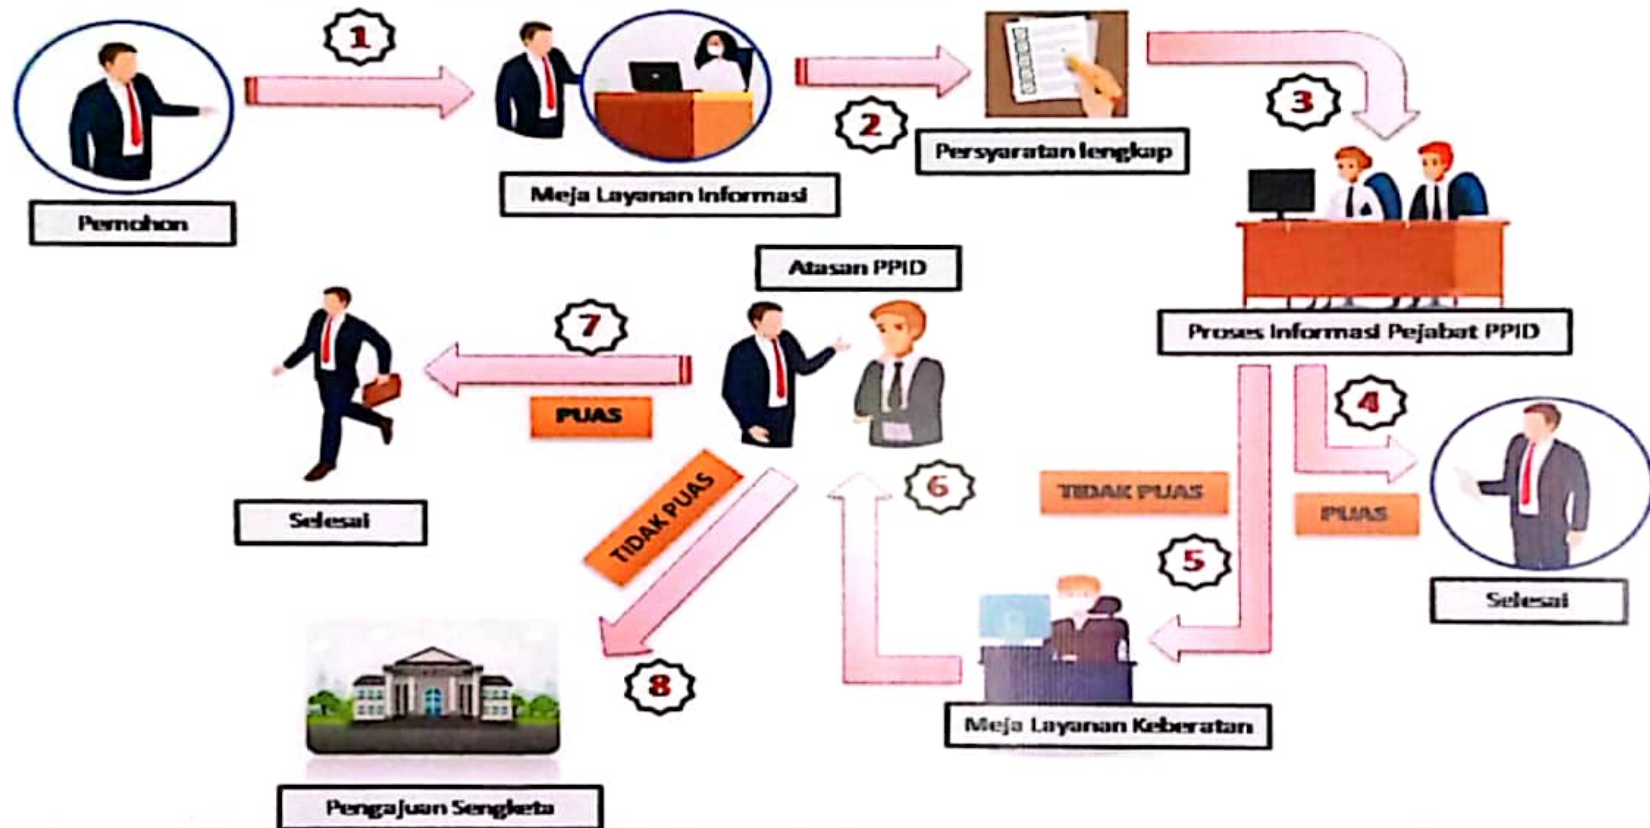 1
2
3
Pemohon
Meja Layanan Informasi
Persyaratan lengkap
Proses Informasi Pejabat PPID
4
PUAS
Selesai
TIDAK PUAS
5
Meja Layanan Keberatan
6
Atasan PPID
7
PUAS
Selesai
TIDAK PUAS
8
Pengajuan Sengketa